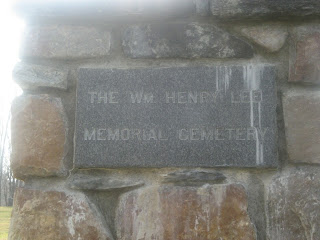 THE WM. HENRY LEE
MEMORIAL CEMETERY